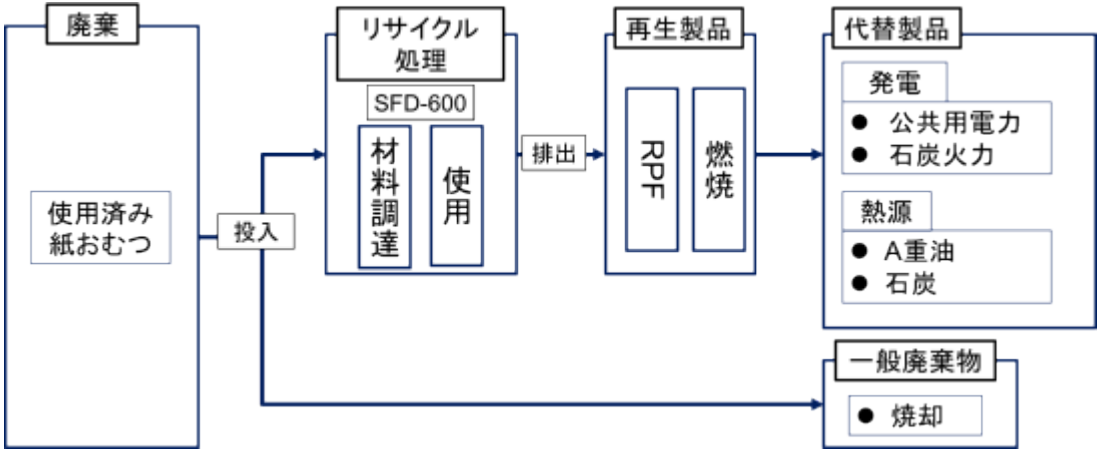 廃棄
使用済み
紙おむつ
投入
リサイクル
処理
SFD-600
材料調達
使用
排出
再生製品
RPF
燃焼
代替製品
発電
● 公共用電力
● 石炭火力
熱源
● A重油
● 石炭
一般廃棄物
● 焼却